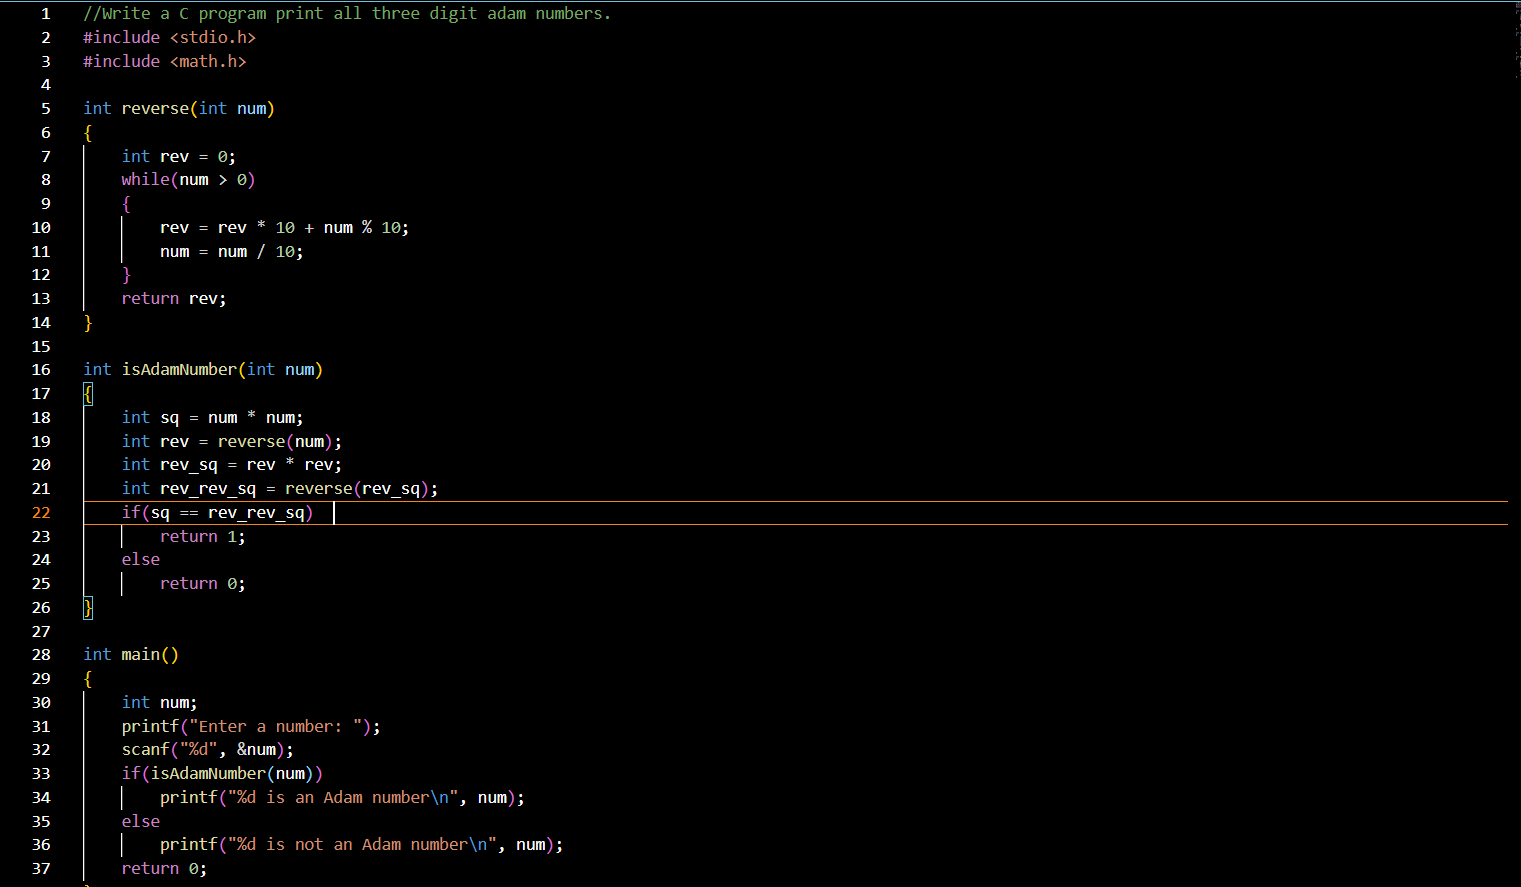 1 //Write a C program print all three digit adam numbers.
2 #include <stdio.h>
3 #include <math.h>
4
5 int reverse(int num)
6 {
7     int rev = 0;
8     while(num > 0)
9     {
10         rev = rev * 10 + num % 10;
11         num = num / 10;
12     }
13     return rev;
14 }
15
16 int isAdamNumber(int num)
17 {
18     int sq = num * num;
19     int rev = reverse(num);
20     int rev_sq = rev * rev;
21     int rev_rev_sq = reverse(rev_sq);
22     if(sq == rev_rev_sq)
23         return 1;
24     else
25         return 0;
26 }
27
28 int main()
29 {
30     int num;
31     printf("Enter a number: ");
32     scanf("%d", &num);
33     if(isAdamNumber(num))
34         printf("%d is an Adam number\n", num);
35     else
36         printf("%d is not an Adam number\n", num);
37     return 0;